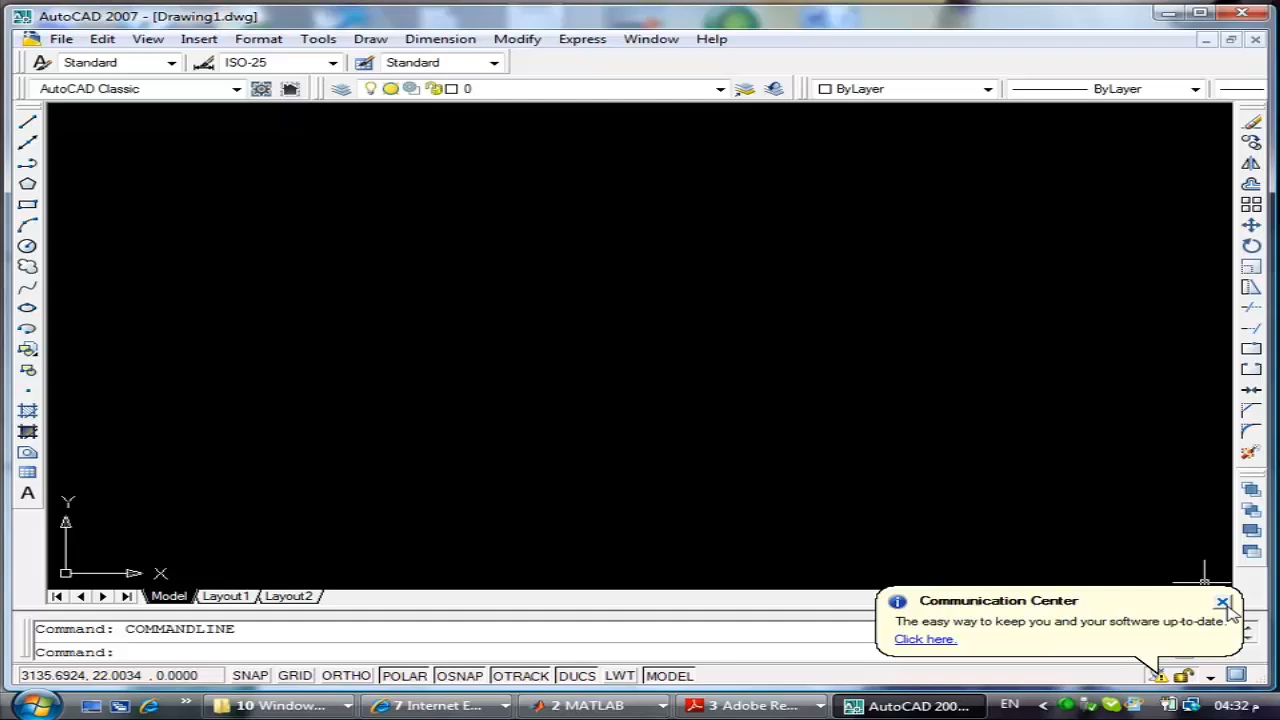 AutoCAD 2007 - [Drawing1.dwg]
File Edit View Insert Format Tools Draw Dimension Modify Express Window Help
Standard ISO-25 Standard
AutoCAD Classic 0 ByLayer ByLayer
A
Y
X
Model Layout1 Layout2
Communication Center
The easy way to keep you and your software up-to-date.
Click here.
Command: COMMANDLINE
Command:
3135.6924, 22.0034 , 0.0000 SNAP GRID ORTHO POLAR OSNAP OTRACK DUCS LWT MODEL
10 Window... 7 Internet E... 2 MATLAB 3 Adobe Re... AutoCAD 200... EN 04:32 م